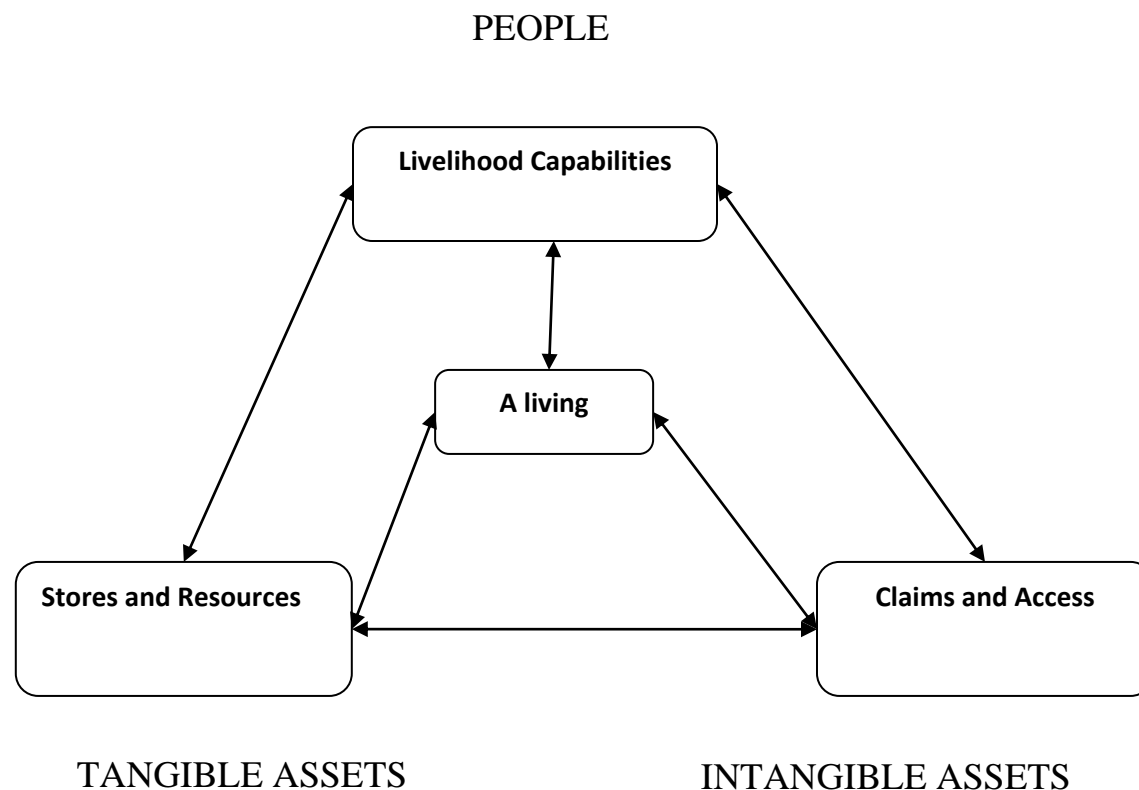 PEOPLE
Livelihood Capabilities
A living
Stores and Resources
Claims and Access
TANGIBLE ASSETS
INTANGIBLE ASSETS